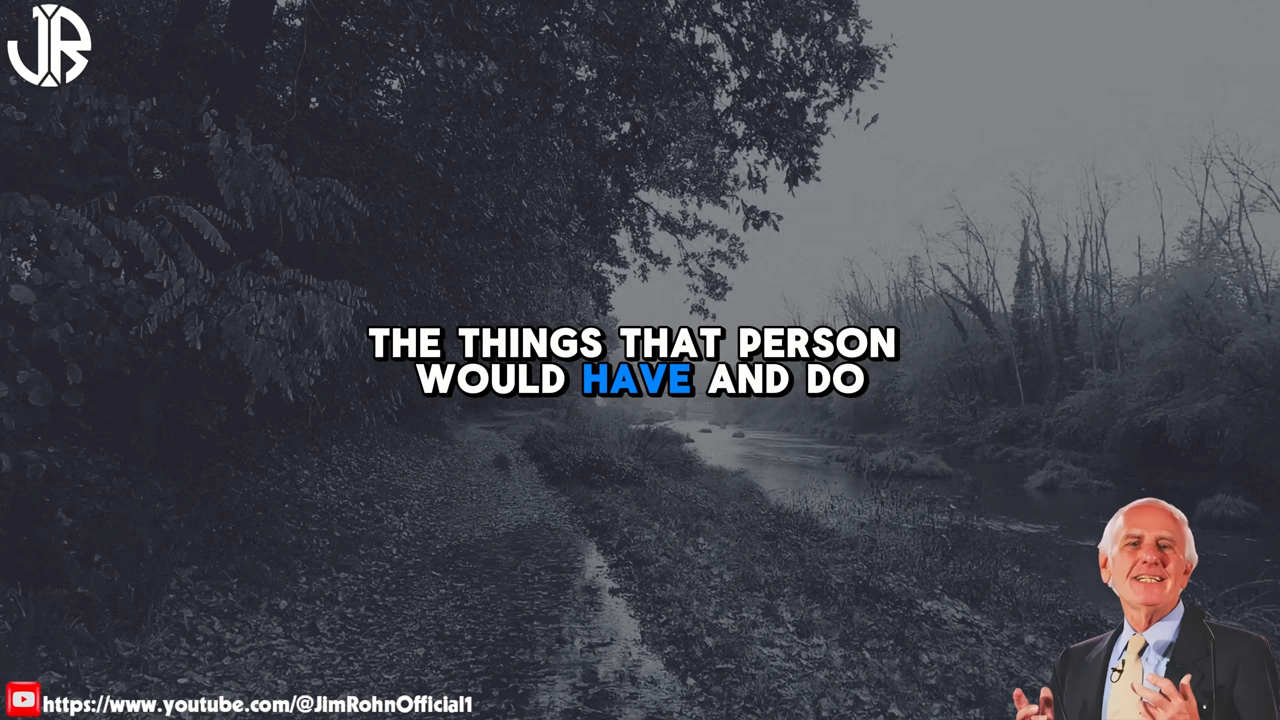 JR
THE THINGS THAT PERSON
WOULD HAVE AND DO
https://www.youtube.com/@JimRohnOfficial1